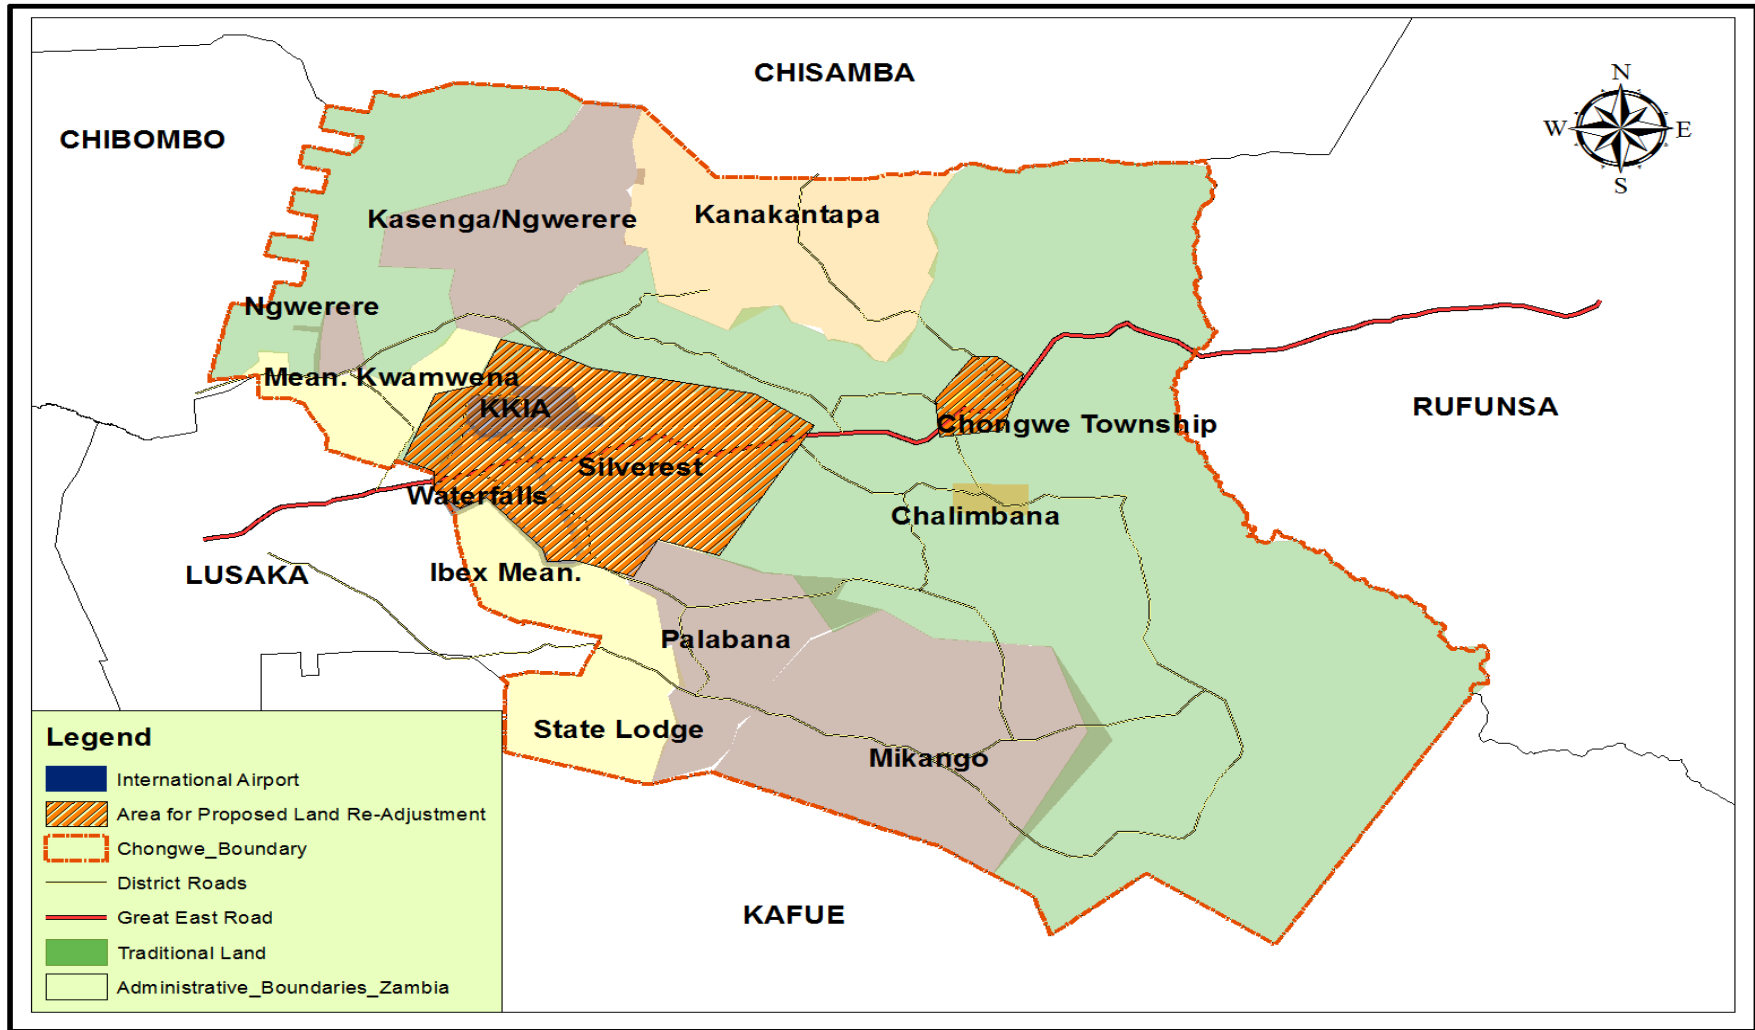 CHISAMBA
N
CHIBOMBO
W
E
S
Kasenga/Ngwerere
Kanakantapa
Ngwerere
Mean. Kwamwena
KKIA
RUFUNSA
Chongwe Township
Silverest
Waterfalls
Chalimbana
Ibex Mean.
LUSAKA
Palabana
State Lodge
Mikango
KAFUE
Legend
International Airport
Area for Proposed Land Re-Adjustment
Chongwe_Boundary
District Roads
Great East Road
Traditional Land
Administrative_Boundaries_Zambia